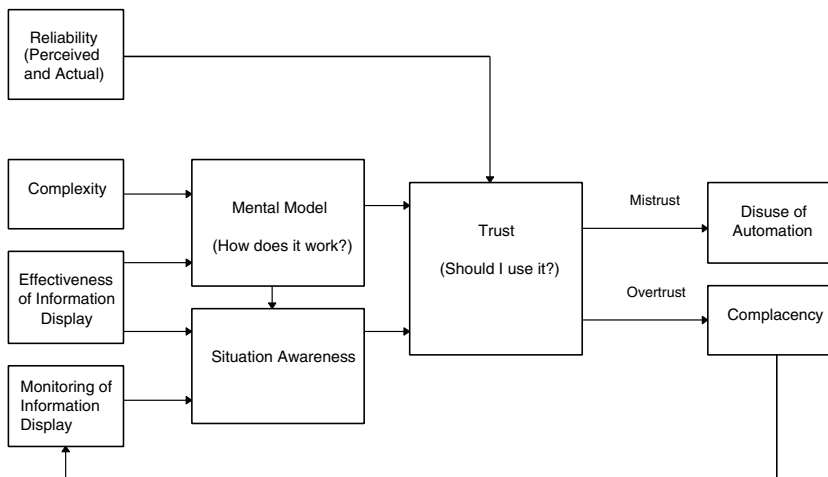 Reliability
(Perceived
and Actual)
Complexity
Mental Model
(How does it work?)
Effectiveness
of Information
Display
Situation Awareness
Monitoring of
Information
Display
Trust
(Should I use it?)
Mistrust
Disuse of
Automation
Overtrust
Complacency